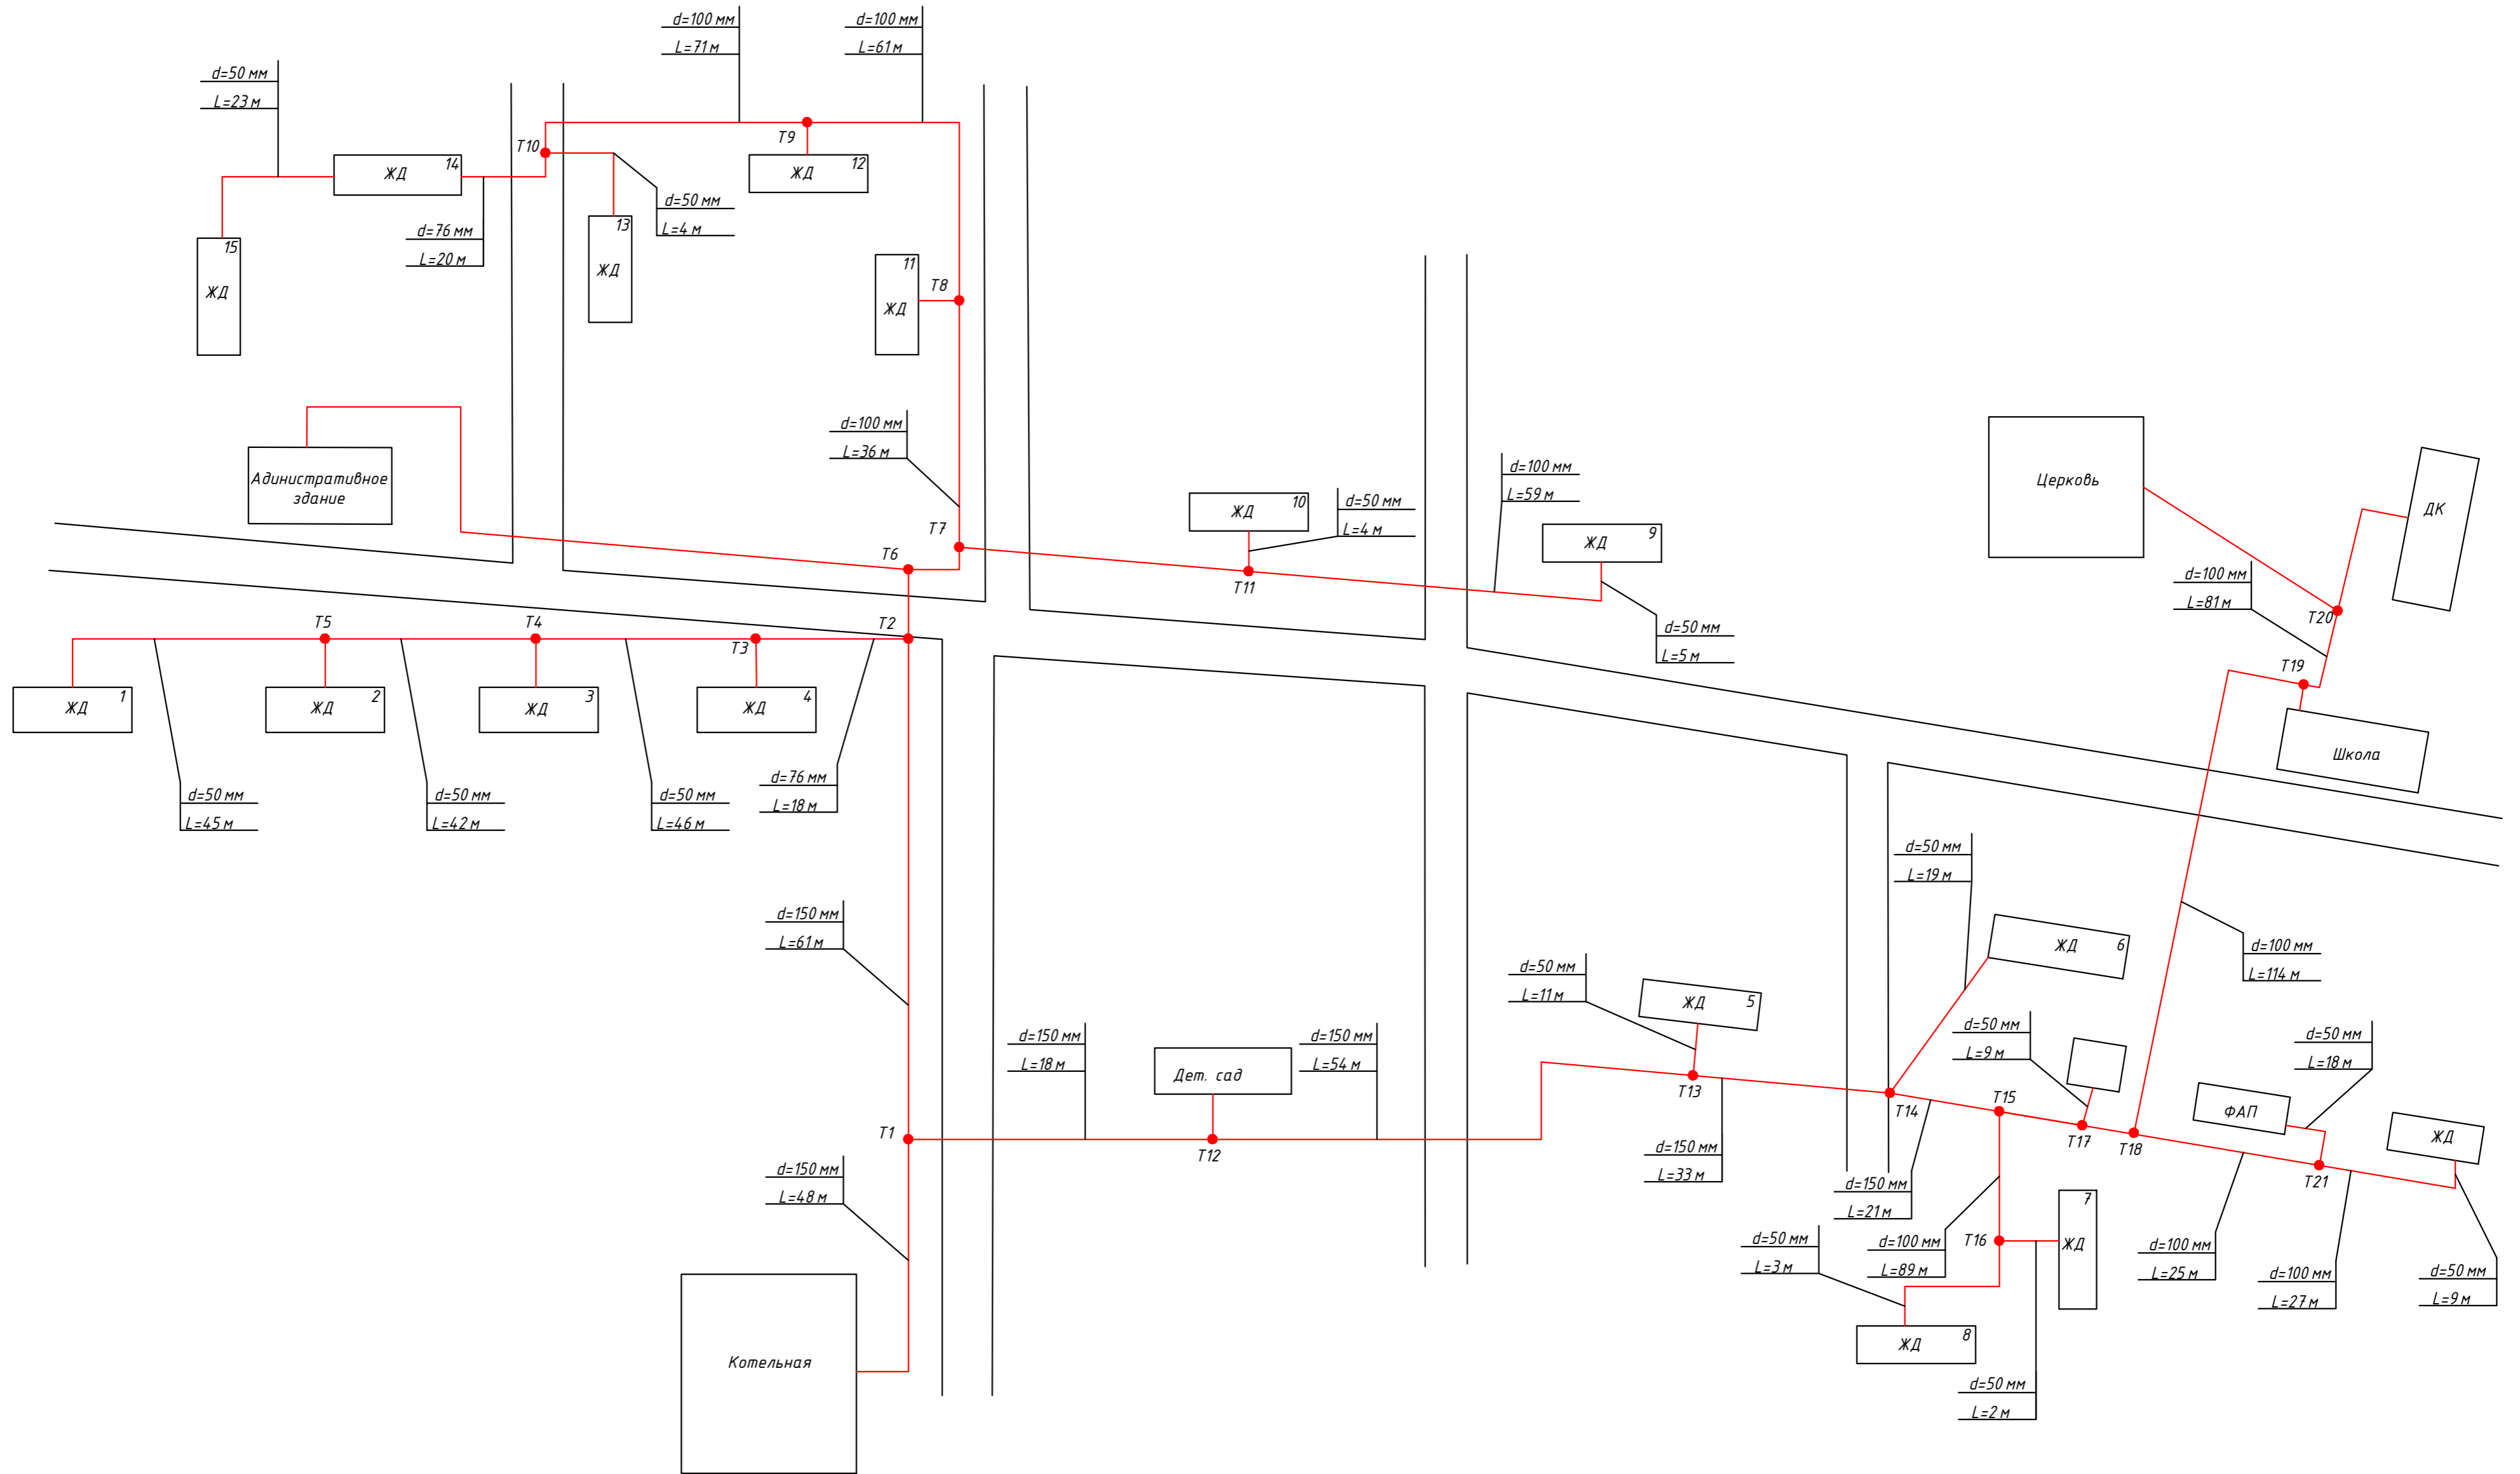 d=100 мм
L=71 м
d=100 мм
L=61 м
d=50 мм
L=23 м
Т10
Т9
14
ЖД
12
ЖД
d=50 мм
L=4 м
13
ЖД
d=76 мм
L=20 м
15
ЖД
11
ЖД
Т8
d=100 мм
L=36 м
Адинистративное
здание
Т7
Т6
10
ЖД
d=50 мм
L=4 м
Т11
d=100 мм
L=59 м
9
ЖД
d=50 мм
L=5 м
Церковь
ДК
d=100 мм
L=81 м
Т20
Т19
Школа
Т5
Т4
Т3
Т2
1
ЖД
2
ЖД
3
ЖД
4
ЖД
d=50 мм
L=45 м
d=50 мм
L=42 м
d=50 мм
L=46 м
d=76 мм
L=18 м
d=150 мм
L=61 м
d=50 мм
L=19 м
6
ЖД
d=100 мм
L=114 м
d=50 мм
L=11 м
5
ЖД
d=150 мм
L=18 м
d=150 мм
L=54 м
Дет. сад
d=50 мм
L=9 м
d=50 мм
L=18 м
Т1
Т12
Т13
Т14
Т15
Т17
Т18
ФАП
ЖД
Т21
d=150 мм
L=48 м
d=150 мм
L=33 м
d=150 мм
L=21 м
Т16
7
ЖД
d=50 мм
L=3 м
d=100 мм
L=89 м
d=100 мм
L=25 м
d=100 мм
L=27 м
d=50 мм
L=9 м
8
ЖД
Котельная
d=50 мм
L=2 м